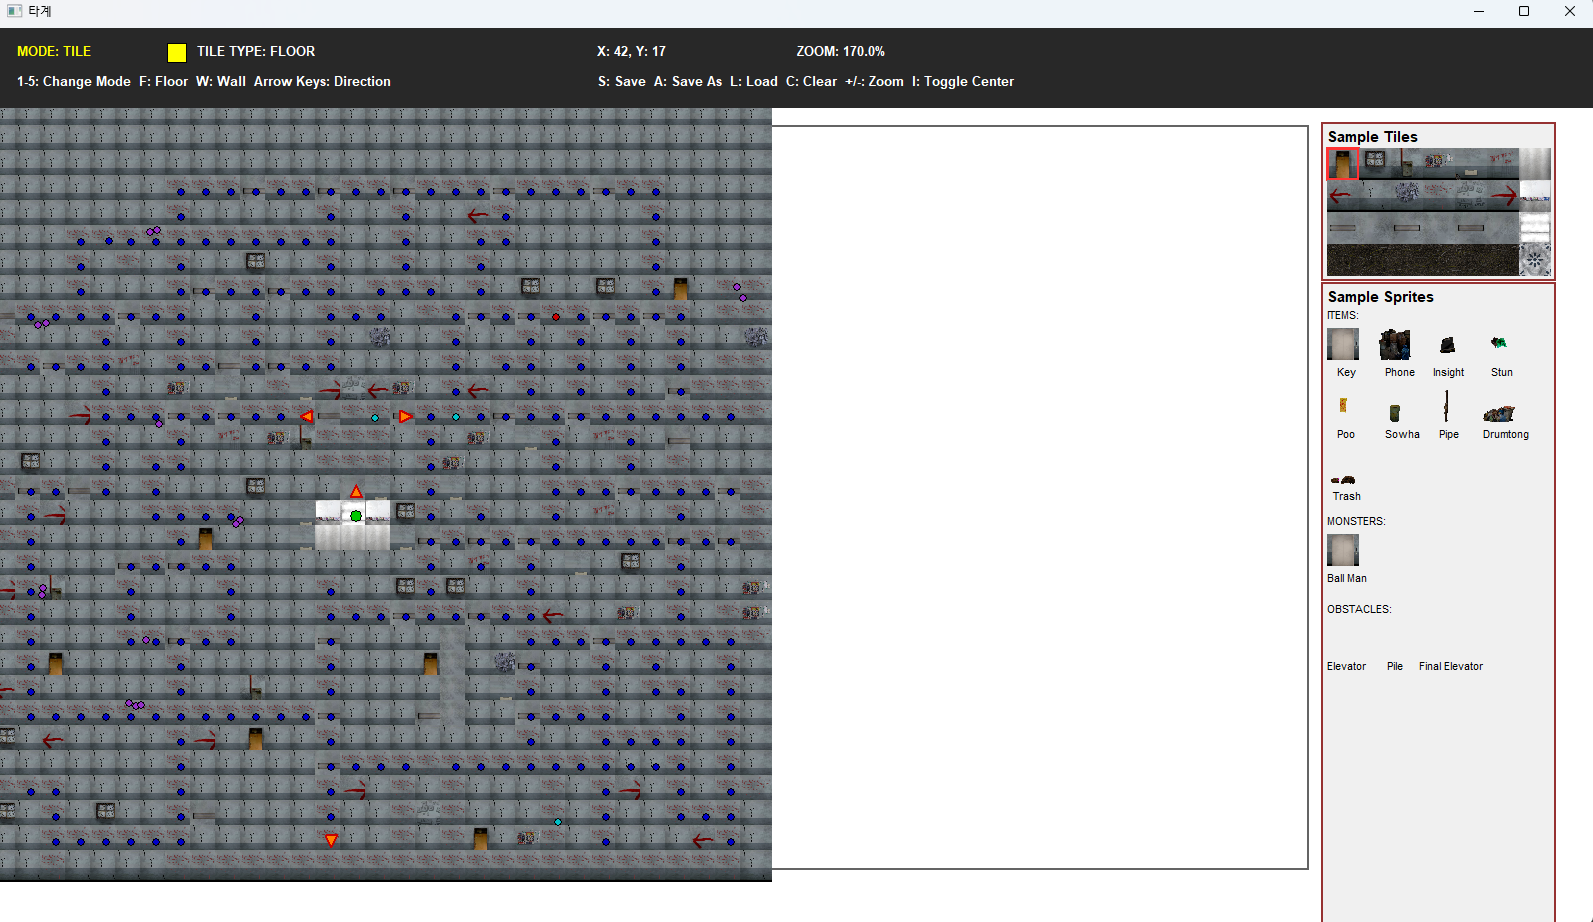 타계
MODE: TILE TILE TYPE: FLOOR X: 42, Y: 17 ZOOM: 170.0%
1-5: Change Mode F: Floor W: Wall Arrow Keys: Direction S: Save A: Save As L: Load C: Clear +/-: Zoom I: Toggle Center
Sample Tiles
Sample Sprites
ITEMS:
Key Phone Insight Stun
Poo Sowha Pipe Drumtong
Trash
MONSTERS:
Ball Man
OBSTACLES:
Elevator Pile Final Elevator